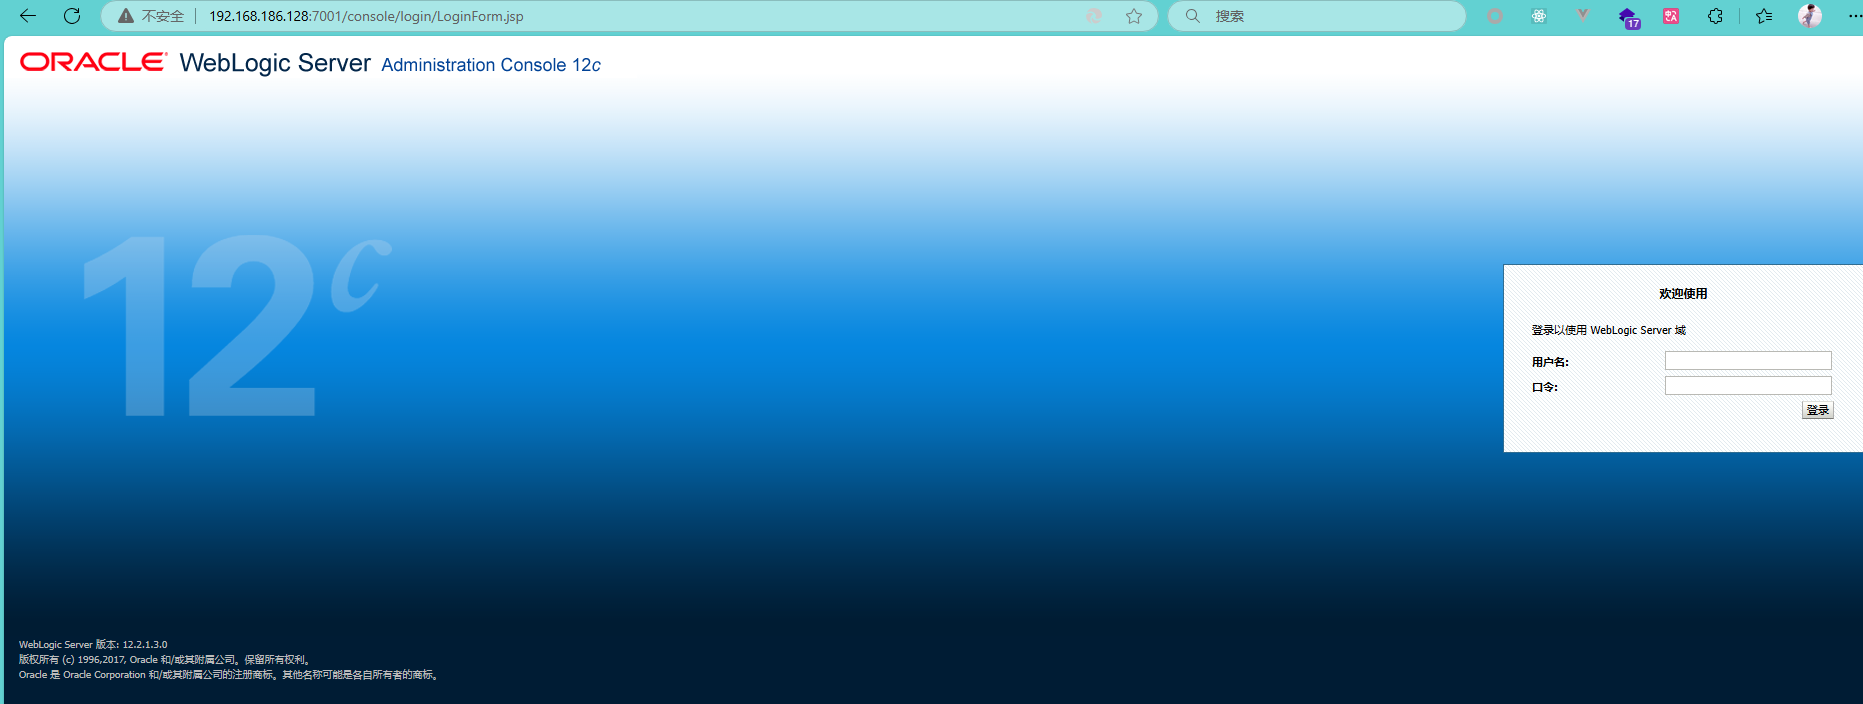 不安全 192.168.186.128:7001/console/login/LoginForm.jsp 搜索 17 中A
ORACLE® WebLogic Server Administration Console 12c
12c
欢迎使用
登录以使用 WebLogic Server 域
用户名:
口令:
登录
WebLogic Server 版本: 12.2.1.3.0
版权所有 (c) 1996,2017, Oracle 和/或其附属公司。保留所有权利。
Oracle 是 Oracle Corporation 和/或其附属公司的注册商标。其他名称可能是各自所有者的商标。